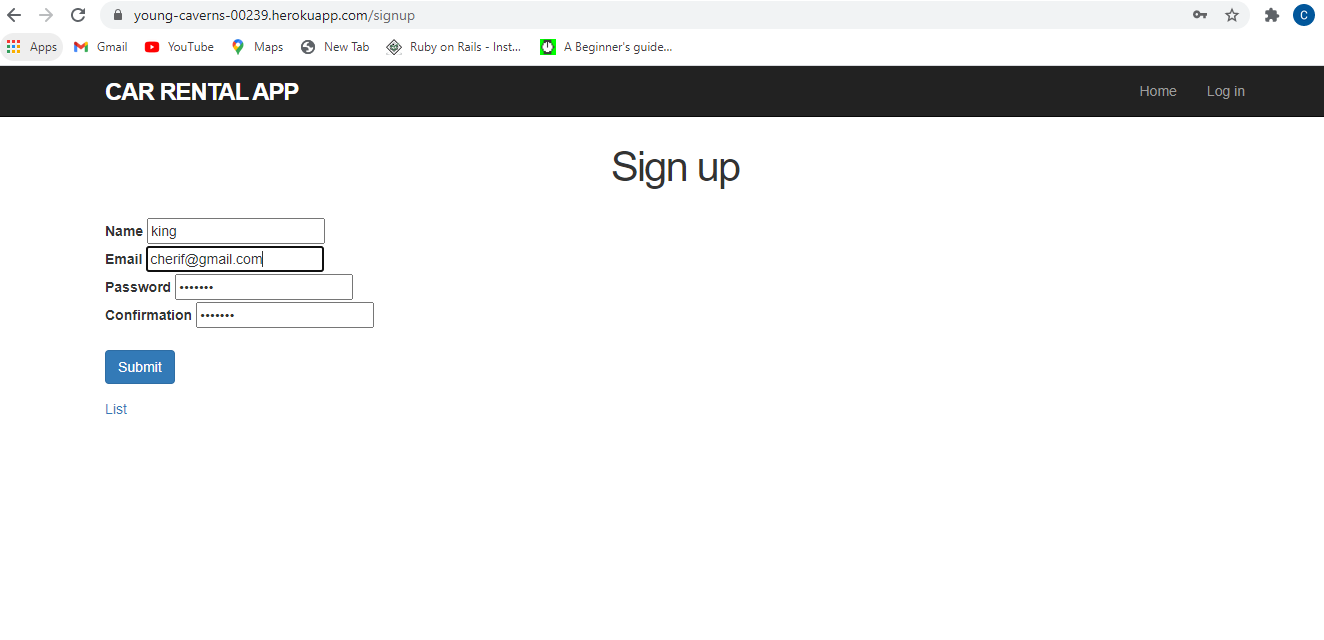 young-caverns-00239.herokuapp.com/signup
C
Apps Gmail YouTube Maps New Tab Ruby on Rails - Inst... A Beginner's guide...
CAR RENTAL APP Home Log in
Sign up
Name king
Email cherif@gmail.com
Password •••••••
Confirmation •••••••
Submit
List